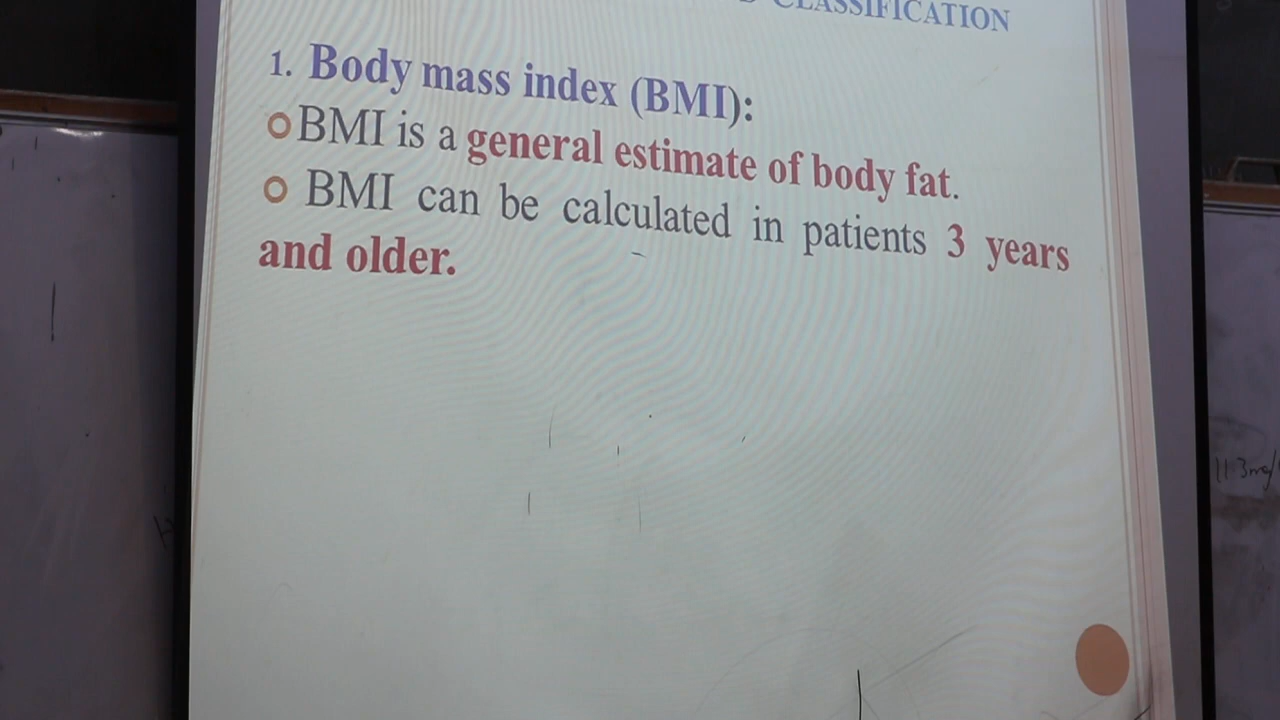 CLASSIFICATION
1. Body mass index (BMI):
BMI is a general estimate of body fat.
BMI can be calculated in patients 3 years
and older.